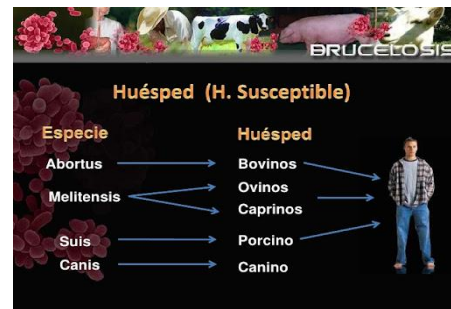 BRUCELOSIS
Huésped (H. Susceptible)
Especie Huésped
Abortus Bovinos
Melitensis Ovinos
Caprinos
Suis Porcino
Canis Canino